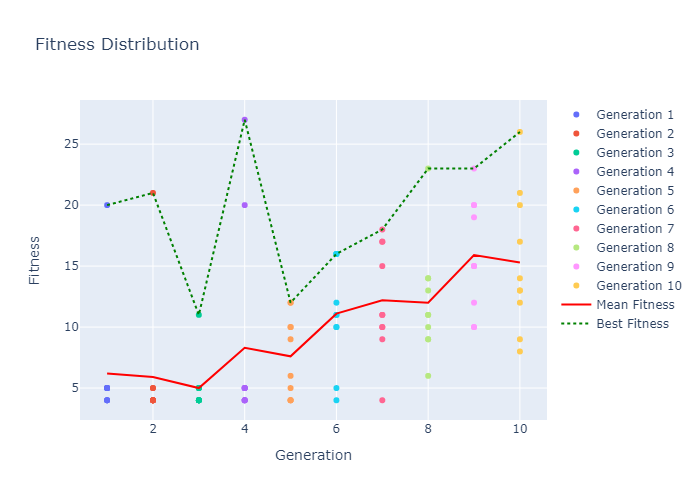 Fitness Distribution
Fitness
25
20
15
10
5
2
4
6
8
10
Generation
Generation 1
Generation 2
Generation 3
Generation 4
Generation 5
Generation 6
Generation 7
Generation 8
Generation 9
Generation 10
Mean Fitness
Best Fitness